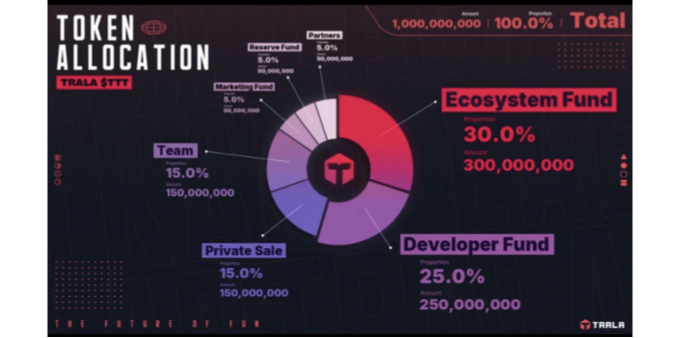 TOKEN
ALLOCATION
TRALA $TTT
Amount
1,000,000,000
Proportion
100.0%
Total
Partners
5.0%
50,000,000
Reserve Fund
5.0%
50,000,000
Marketing Fund
5.0%
50,000,000
Team
Proportion
15.0%
Amount
150,000,000
Private Sale
Proportion
15.0%
Amount
150,000,000
Ecosystem Fund
Proportion
30.0%
Amount
300,000,000
Developer Fund
Proportion
25.0%
Amount
250,000,000
THE FUTURE OF FUN
TRALA